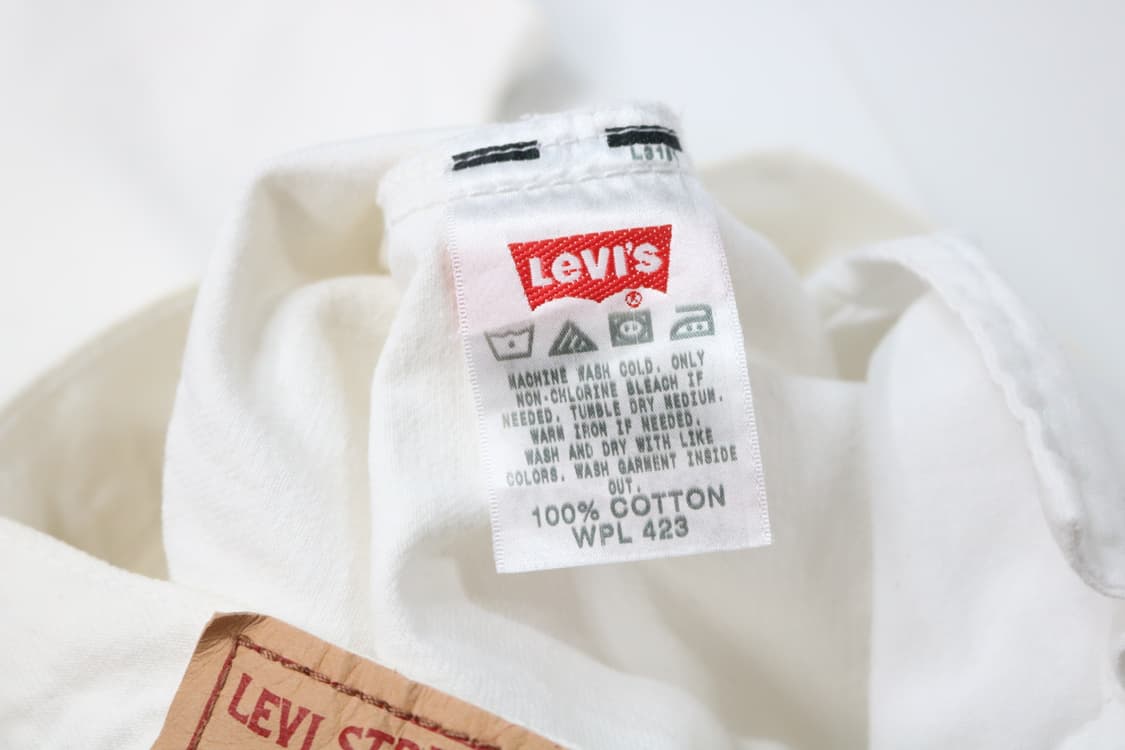 LEVI'S
MACHINE WASH COLD. ONLY
NON-CHLORINE BLEACH IF
NEEDED. TUMBLE DRY MEDIUM.
WARM IRON IF NEEDED.
WASH AND DRY WITH LIKE
COLORS. WASH GARMENT INSIDE
OUT.
100% COTTON
WPL 423
LEVI